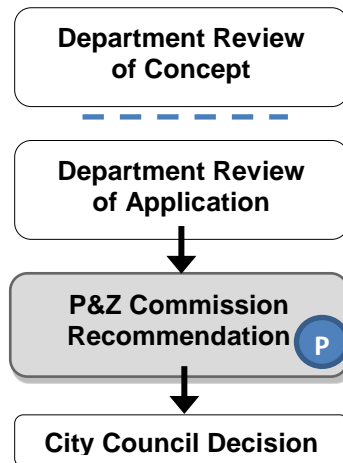 Department Review
of Concept
Department Review
of Application
P&Z Commission
Recommendation
P
City Council Decision